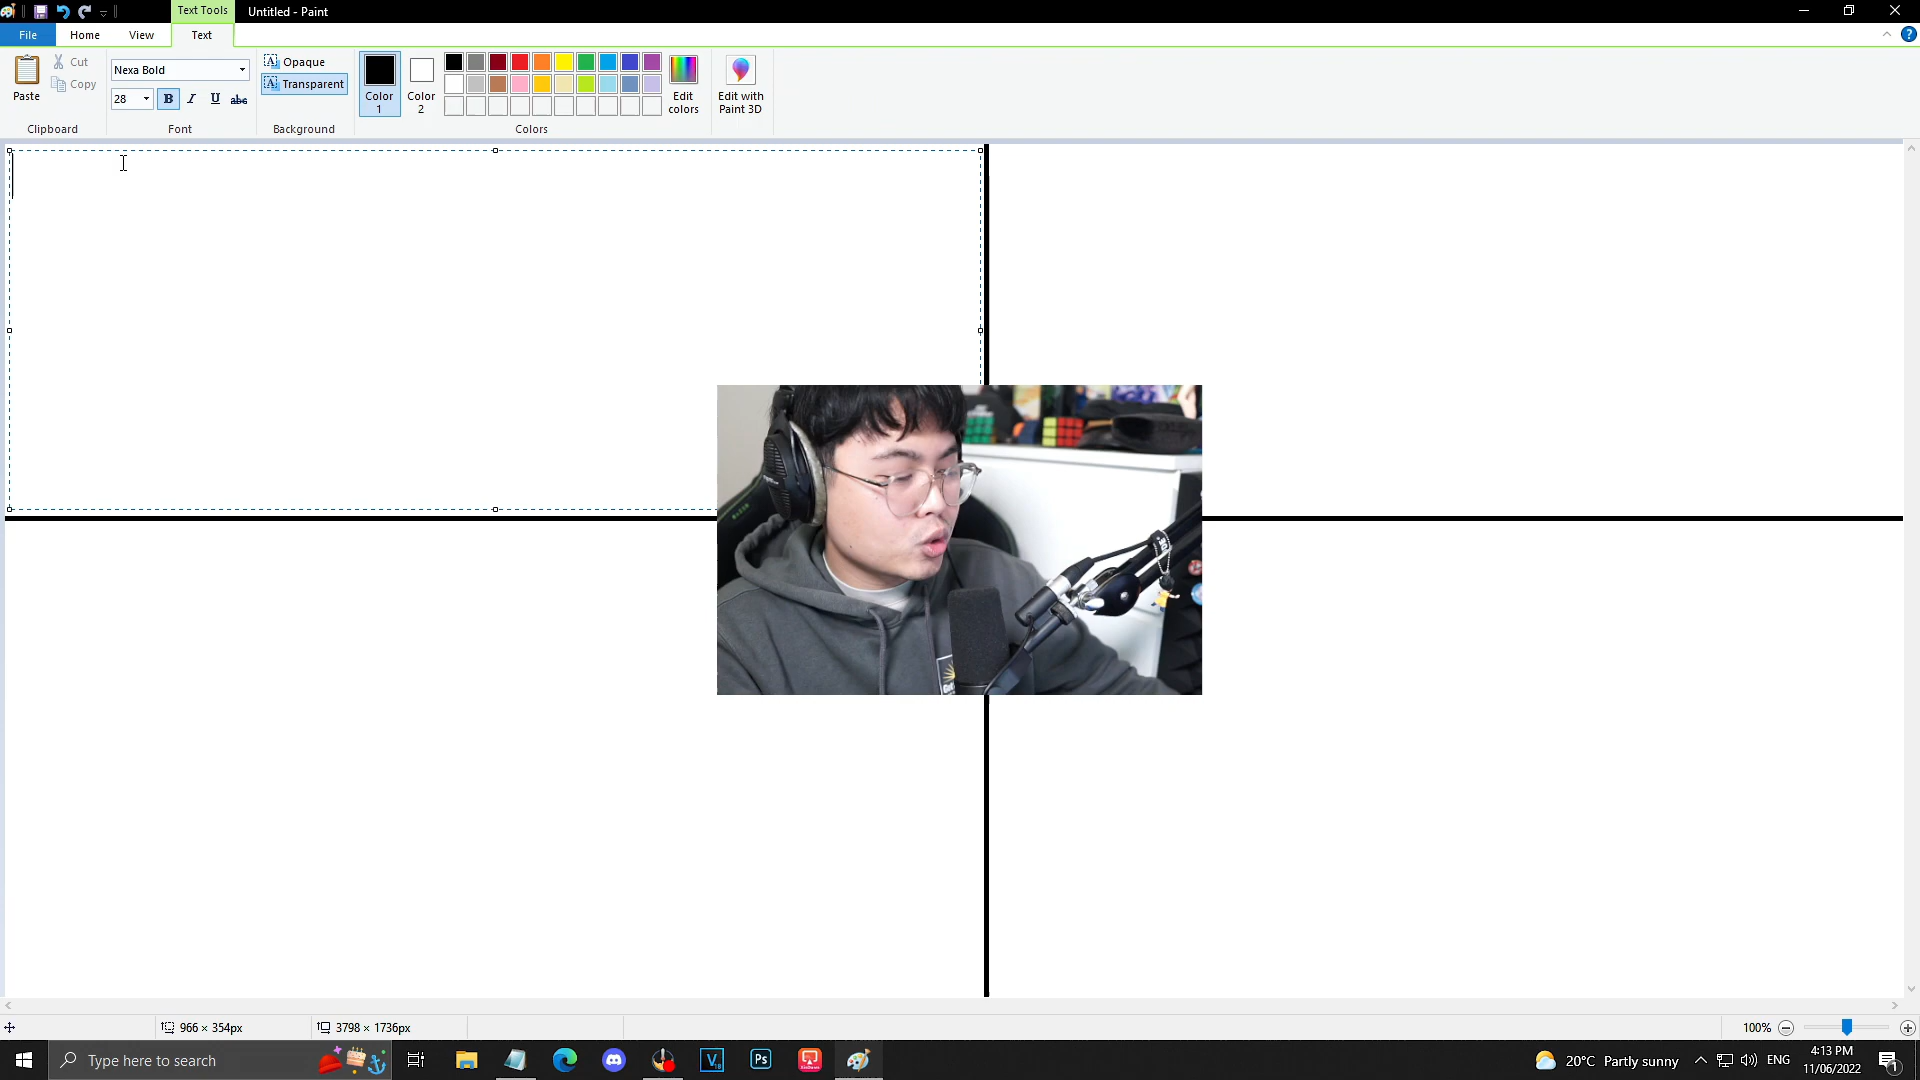 Text Tools
Untitled - Paint
File
Home
View
Text
Paste
Cut
Copy
Clipboard
Nexa Bold
28
B
I
U
abc
Font
Opaque
Transparent
Background
Color
1
Color
2
Edit
colors
Colors
Edit with
Paint 3D
966 × 354px
3798 × 1736px
100%
Type here to search
20°C Partly sunny
ENG
4:13 PM
11/06/2022
1